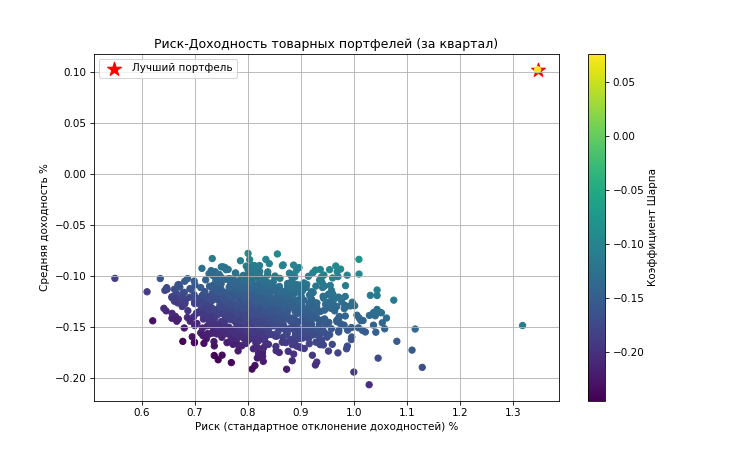 Риск-Доходность товарных портфелей (за квартал)
Лучший портфель
0.10
0.05
0.00
−0.05
−0.10
−0.15
−0.20
Средняя доходность %
0.6 0.7 0.8 0.9 1.0 1.1 1.2 1.3
Риск (стандартное отклонение доходностей) %
0.05
0.00
−0.05
−0.10
−0.15
−0.20
Коэффициент Шарпа